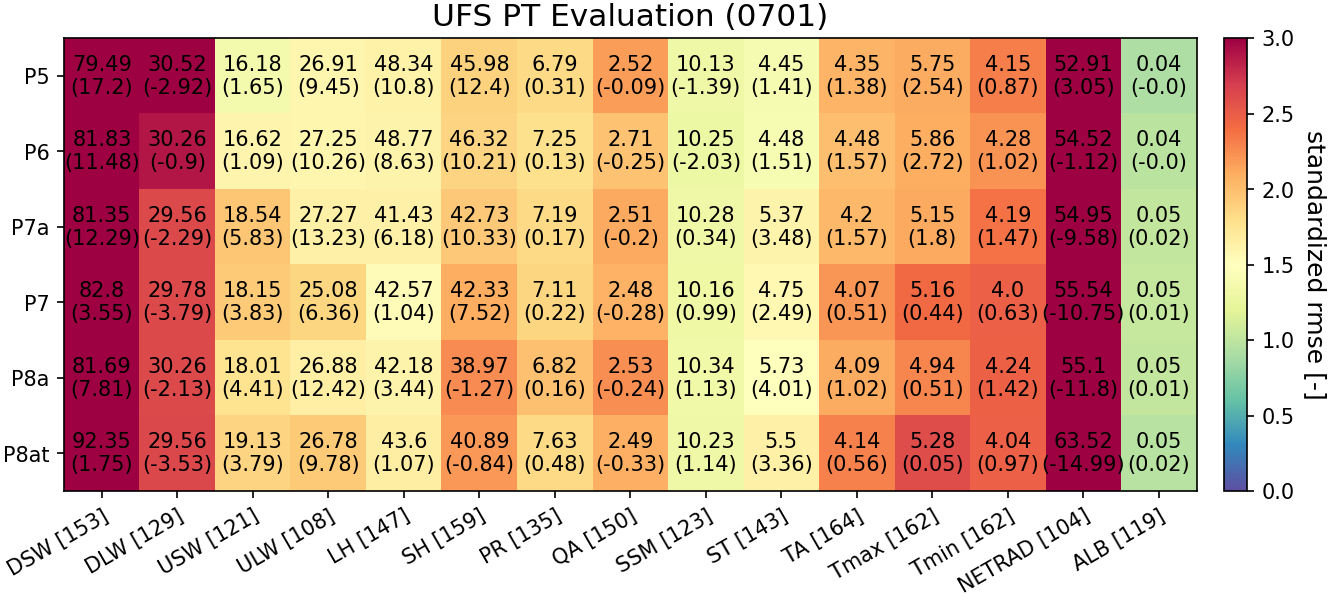 UFS PT Evaluation (0701)
P5 79.49 30.52 16.18 26.91 48.34 45.98 6.79 2.52 10.13 4.45 4.35 5.75 4.15 52.91 0.04
(17.2) (-2.92) (1.65) (9.45) (10.8) (12.4) (0.31) (-0.09) (-1.39) (1.41) (1.38) (2.54) (0.87) (3.05) (-0.0)
P6 81.83 30.26 16.62 27.25 48.77 46.32 7.25 2.71 10.25 4.48 4.48 5.86 4.28 54.52 0.04
(11.48) (-0.9) (1.09) (10.26) (8.63) (10.21) (0.13) (-0.25) (-2.03) (1.51) (1.57) (2.72) (1.02) (-1.12) (-0.0)
P7a 81.35 29.56 18.54 27.27 41.43 42.73 7.19 2.51 10.28 5.37 4.2 5.15 4.19 54.95 0.05
(12.29) (-2.29) (5.83) (13.23) (6.18) (10.33) (0.17) (-0.2) (0.34) (3.48) (1.57) (1.8) (1.47) (-9.58) (0.02)
P7 82.8 29.78 18.15 25.08 42.57 42.33 7.11 2.48 10.16 4.75 4.07 5.16 4.0 55.54 0.05
(3.55) (-3.79) (3.83) (6.36) (1.04) (7.52) (0.22) (-0.28) (0.99) (2.49) (0.51) (0.44) (0.63) (-10.75) (0.01)
P8a 81.69 30.26 18.01 26.88 42.18 38.97 6.82 2.53 10.34 5.73 4.09 4.94 4.24 55.1 0.05
(7.81) (-2.13) (4.41) (12.42) (3.44) (-1.27) (0.16) (-0.24) (1.13) (4.01) (1.02) (0.51) (1.42) (-11.8) (0.01)
P8at 92.35 29.56 19.13 26.78 43.6 40.89 7.63 2.49 10.23 5.5 4.14 5.28 4.04 63.52 0.05
(1.75) (-3.53) (3.79) (9.78) (1.07) (-0.84) (0.48) (-0.33) (1.14) (3.36) (0.56) (0.05) (0.97) (-14.99) (0.02)
DSW [153] DLW [129] USW [121] ULW [108] LH [147] SH [159] PR [135] QA [150] SSM [123] ST [143] TA [164] Tmax [162] Tmin [162] NETRAD [104] ALB [119]
3.0
2.5
2.0
1.5
1.0
0.5
0.0
standardized rmse [-]